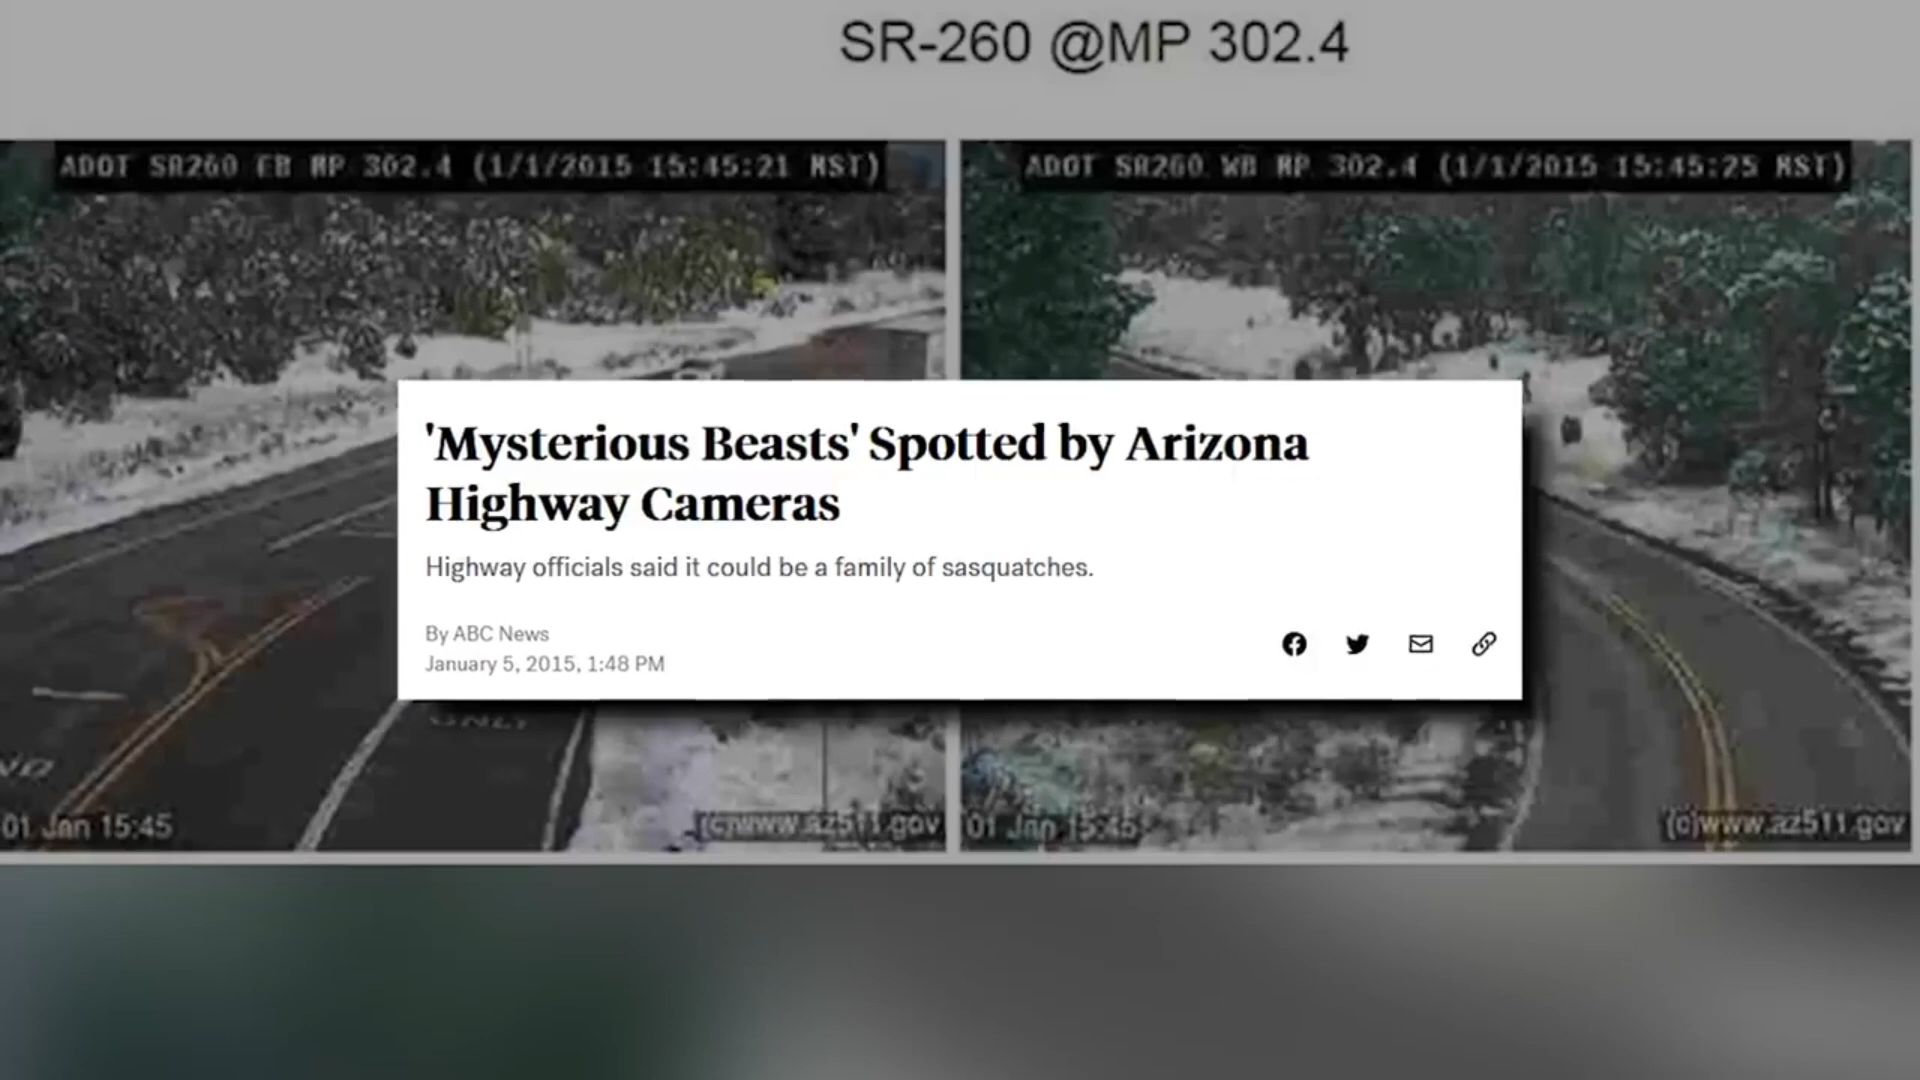 SR-260 @MP 302.4
ADOT SR260 EB MP 302.4 (1/1/2015 15:45:21 MST)
ADOT SR260 WB MP 302.4 (1/1/2015 15:45:25 MST)
'Mysterious Beasts' Spotted by Arizona
Highway Cameras
Highway officials said it could be a family of sasquatches.
By ABC News
January 5, 2015, 1:48 PM
ONLY
01 Jan 15:45
(c)www.az511.gov
01 Jan 15:45
(c)www.az511.gov